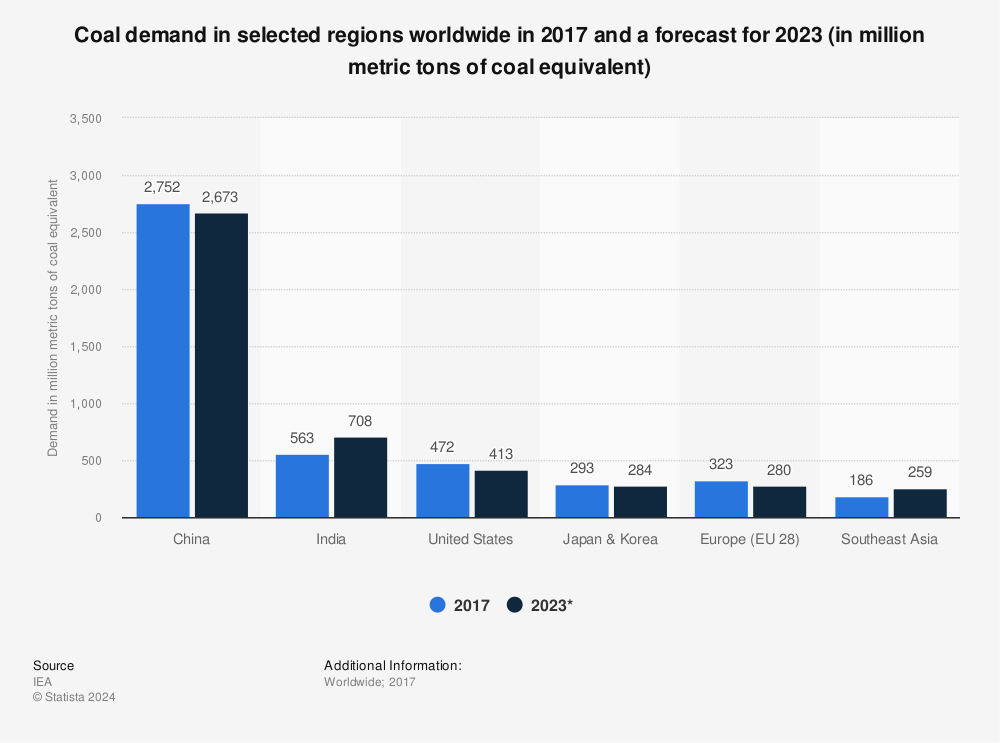 Coal demand in selected regions worldwide in 2017 and a forecast for 2023 (in million
metric tons of coal equivalent)
Demand in million metric tons of coal equivalent
3,500
3,000
2,500
2,000
1,500
1,000
500
0
2,752
2,673
563
708
472
413
293
284
323
280
186
259
China
India
United States
Japan & Korea
Europe (EU 28)
Southeast Asia
2017
2023*
Source
IEA
© Statista 2024
Additional Information:
Worldwide; 2017